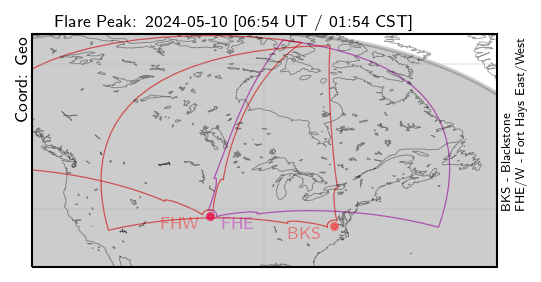 Flare Peak: 2024-05-10 [06:54 UT / 01:54 CST]
Coord: Geo
FHW
FHE
BKS
BKS - Blackstone
FHE/W - Fort Hays East/West